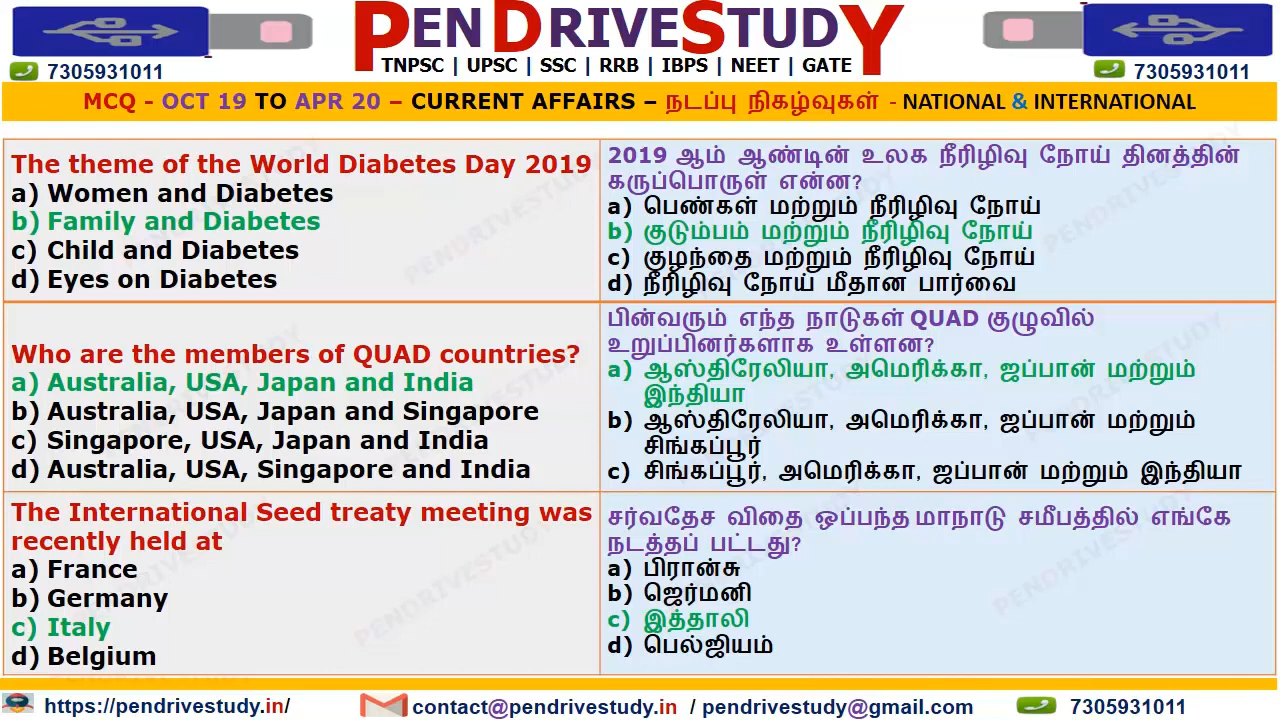 PENDRIVESTUDY
TNPSC | UPSC | SSC | RRB | IBPS | NEET | GATE
7305931011
7305931011
MCQ - OCT 19 TO APR 20 – CURRENT AFFAIRS – நடப்பு நிகழ்வுகள் - NATIONAL & INTERNATIONAL
The theme of the World Diabetes Day 2019
a) Women and Diabetes
b) Family and Diabetes
c) Child and Diabetes
d) Eyes on Diabetes
2019 ஆம் ஆண்டின் உலக நீரிழிவு நோய் தினத்தின்
கருப்பொருள் என்ன?
a) பெண்கள் மற்றும் நீரிழிவு நோய்
b) குடும்பம் மற்றும் நீரிழிவு நோய்
c) குழந்தை மற்றும் நீரிழிவு நோய்
d) நீரிழிவு நோய் மீதான பார்வை
Who are the members of QUAD countries?
a) Australia, USA, Japan and India
b) Australia, USA, Japan and Singapore
c) Singapore, USA, Japan and India
d) Australia, USA, Singapore and India
பின்வரும் எந்த நாடுகள் QUAD குழுவில்
உறுப்பினர்களாக உள்ளன?
a) ஆஸ்திரேலியா, அமெரிக்கா, ஜப்பான் மற்றும்
இந்தியா
b) ஆஸ்திரேலியா, அமெரிக்கா, ஜப்பான் மற்றும்
சிங்கப்பூர்
c) சிங்கப்பூர், அமெரிக்கா, ஜப்பான் மற்றும் இந்தியா
The International Seed treaty meeting was
recently held at
a) France
b) Germany
c) Italy
d) Belgium
சர்வதேச விதை ஒப்பந்த மாநாடு சமீபத்தில் எங்கே
நடத்தப் பட்டது?
a) பிரான்சு
b) ஜெர்மனி
c) இத்தாலி
d) பெல்ஜியம்
https://pendrivestudy.in/
contact@pendrivestudy.in / pendrivestudy@gmail.com
7305931011